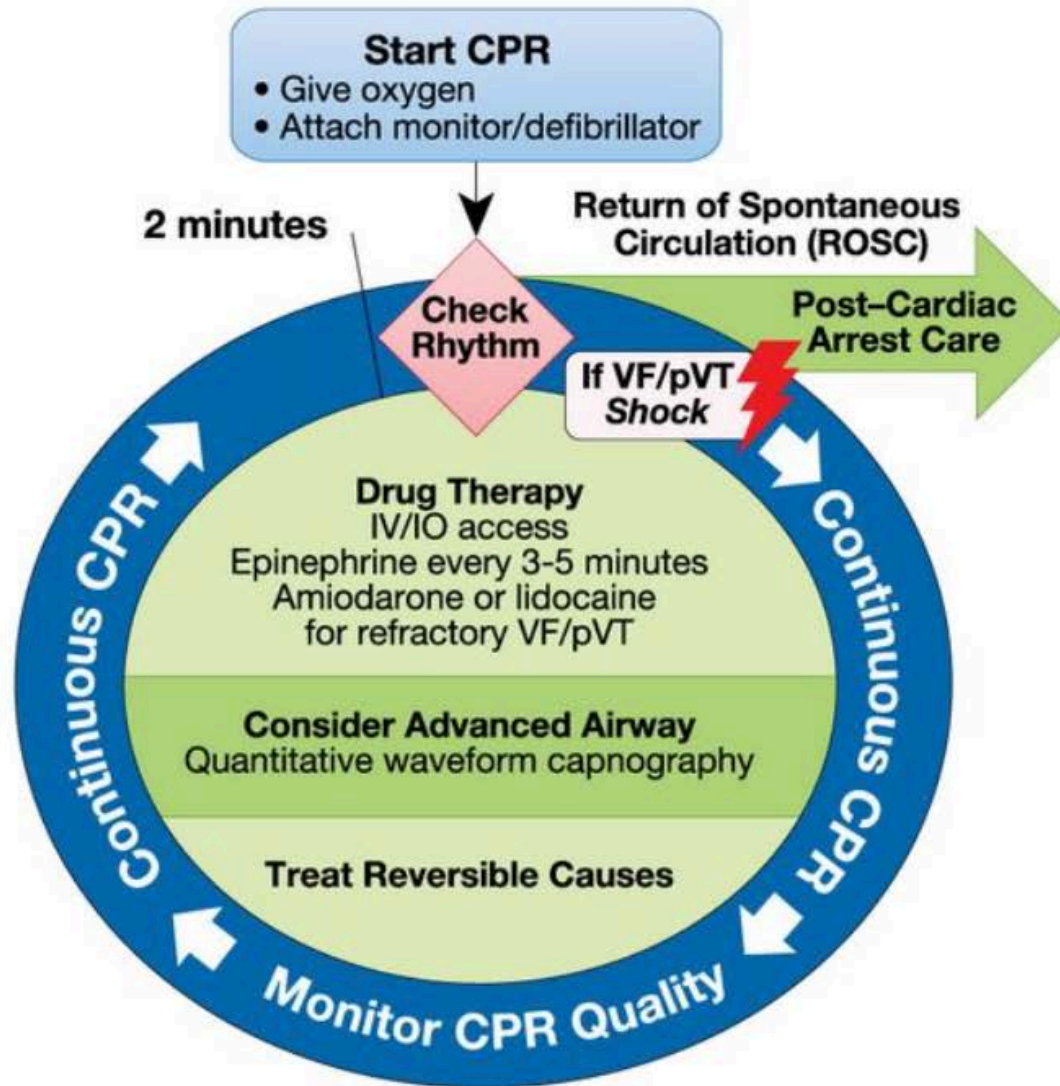 Start CPR
• Give oxygen
• Attach monitor/defibrillator
2 minutes
Return of Spontaneous
Circulation (ROSC)
Check
Rhythm
Post–Cardiac
Arrest Care
If VF/pVT
Shock
Drug Therapy
IV/IO access
Epinephrine every 3-5 minutes
Amiodarone or lidocaine
for refractory VF/pVT
Consider Advanced Airway
Quantitative waveform capnography
Treat Reversible Causes
Continuous CPR
Monitor CPR Quality
Continuous CPR